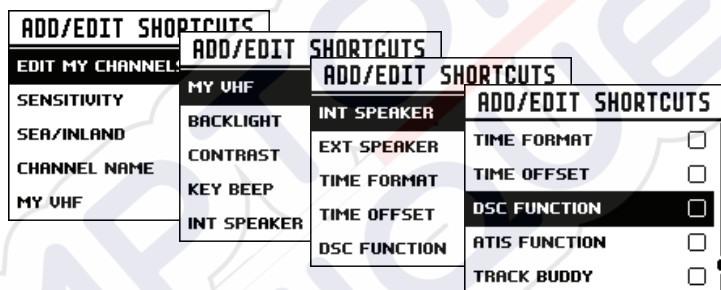 ADD/EDIT SHORTCUTS
EDIT MY CHANNELS
SENSITIVITY
SEA/INLAND
CHANNEL NAME
MY VHF
ADD/EDIT SHORTCUTS
MY VHF
BACKLIGHT
CONTRAST
KEY BEEP
INT SPEAKER
ADD/EDIT SHORTCUTS
INT SPEAKER
EXT SPEAKER
TIME FORMAT
TIME OFFSET
DSC FUNCTION
ADD/EDIT SHORTCUTS
TIME FORMAT
TIME OFFSET
DSC FUNCTION
ATIS FUNCTION
TRACK BUDDY